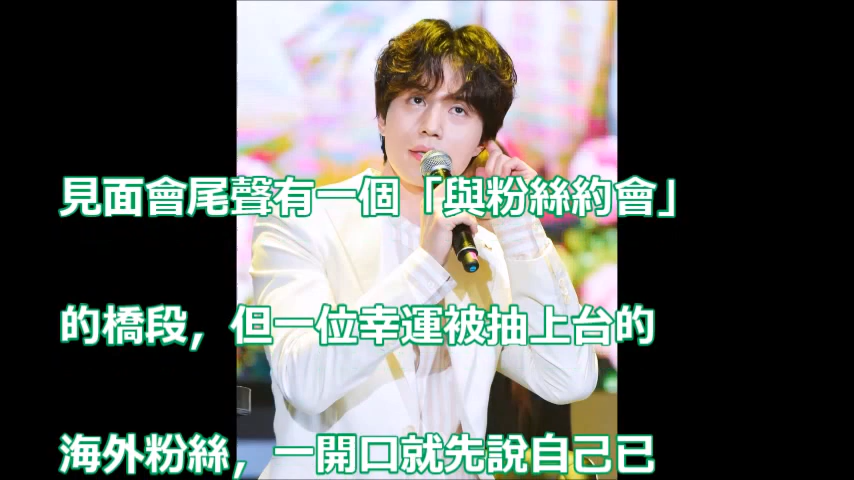 見面會尾聲有一個「與粉絲約會」
的橋段，但一位幸運被抽上台的
海外粉絲，一開口就先說自己已